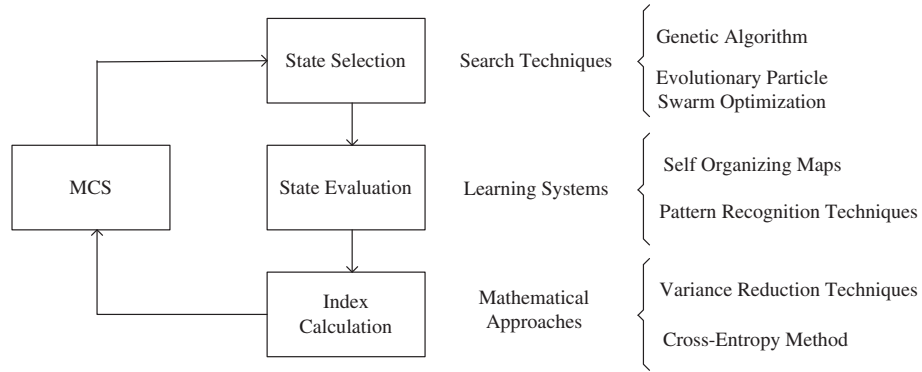 State Selection
Search Techniques
Genetic Algorithm
Evolutionary Particle
Swarm Optimization
MCS
State Evaluation
Learning Systems
Self Organizing Maps
Pattern Recognition Techniques
Index
Calculation
Mathematical
Approaches
Variance Reduction Techniques
Cross-Entropy Method